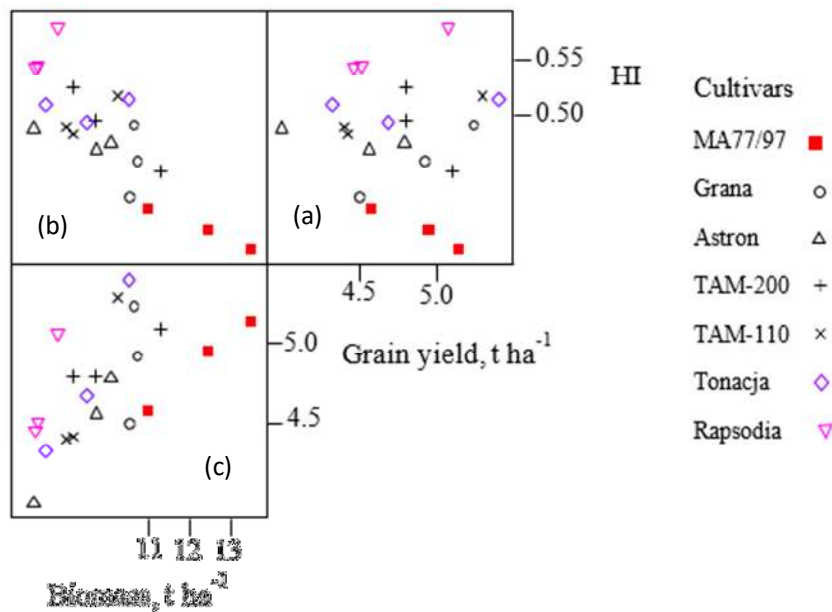 0.55
HI
0.50
(b)
(a)
Cultivars
MA77/97
Grana
Astron
TAM-200
TAM-110
Tonacja
Rapsodia
4.5 5.0
Grain yield, t ha⁻¹
5.0
4.5
(c)
11 12 13
Biomass, t ha⁻¹